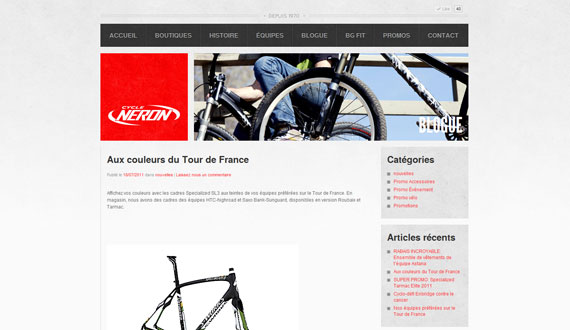 Like 45
DEPUIS 1970
ACCUEIL BOUTIQUES HISTOIRE ÉQUIPES BLOGUE BG FIT PROMOS CONTACT
CYCLE
NERON
BLOGUE
Aux couleurs du Tour de France
Posté le 15/07/2011 dans nouvelles | Laissez nous un commentaire
Affichez vos couleurs avec les cadres Specialized SL3 aux teintes de nos équipes préférées sur le Tour de France. En
magasin, nous avons des cadres des équipes HTC-Highroad et Saxo Bank-Sunguard, disponibles en version Roubaix et
Tarmac.
Catégories
nouvelles
Promo Accessoires
Promo Évènement
Promo vélo
Promotions
Articles récents
RABAIS INCROYABLE:
Ensemble de vêtements de
l'équipe Astana
Aux couleurs du Tour de France
SUPER PROMO: Specialized
Tarmac Elite 2011
Cyclo-défi Enbridge contre le
cancer
Nos équipes préférées sur le
Tour de France